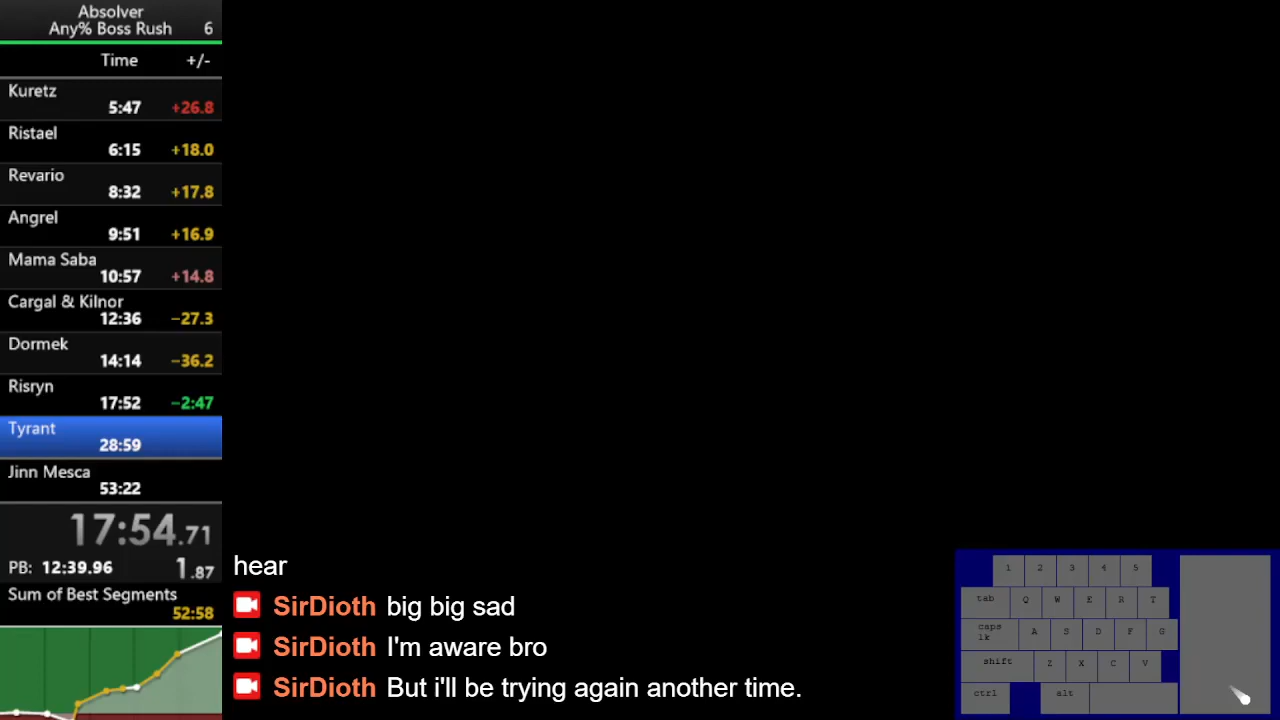 Absolver
Any% Boss Rush 6
Time +/-
Kuretz
5:47 +26.8
Ristael
6:15 +18.0
Revario
8:32 +17.8
Angrel
9:51 +16.9
Mama Saba
10:57 +14.8
Cargal & Kilnor
12:36 −27.3
Dormek
14:14 −36.2
Risryn
17:52 −2:47
Tyrant
28:59
Jinn Mesca
53:22
17:54.71
PB: 12:39.96 1.87
Sum of Best Segments
52:58
hear
SirDioth big big sad
SirDioth I'm aware bro
SirDioth But i'll be trying again another time.
1 2 3 4 5
tab Q W E R T
caps lk A S D F G
shift Z X C V
ctrl alt